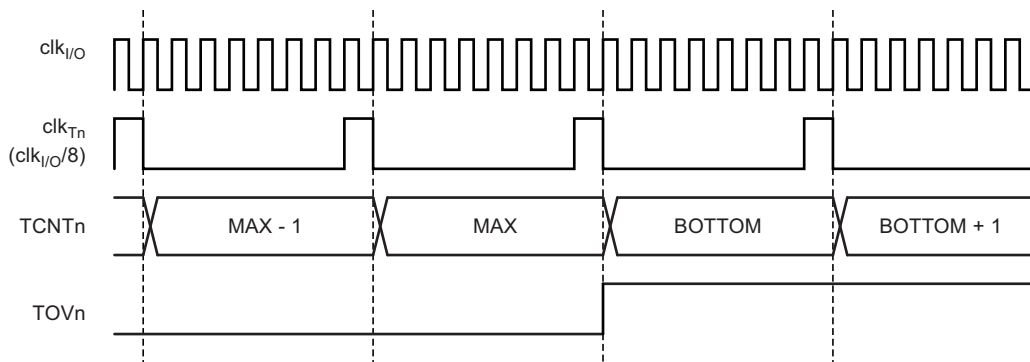 clkI/O
clkTn
(clkI/O/8)
TCNTn
MAX - 1
MAX
BOTTOM
BOTTOM + 1
TOVn